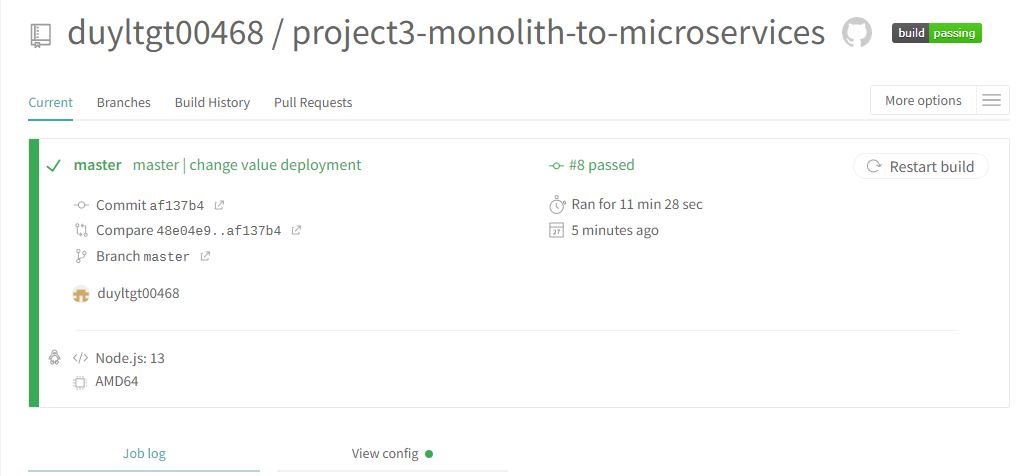 duyltgt00468 / project3-monolith-to-microservices build passing
Current Branches Build History Pull Requests More options
master master | change value deployment #8 passed Restart build
Commit af137b4 Ran for 11 min 28 sec
Compare 48e04e9..af137b4 27 5 minutes ago
Branch master
duyltgt00468
</> Node.js: 13
AMD64
Job log View config